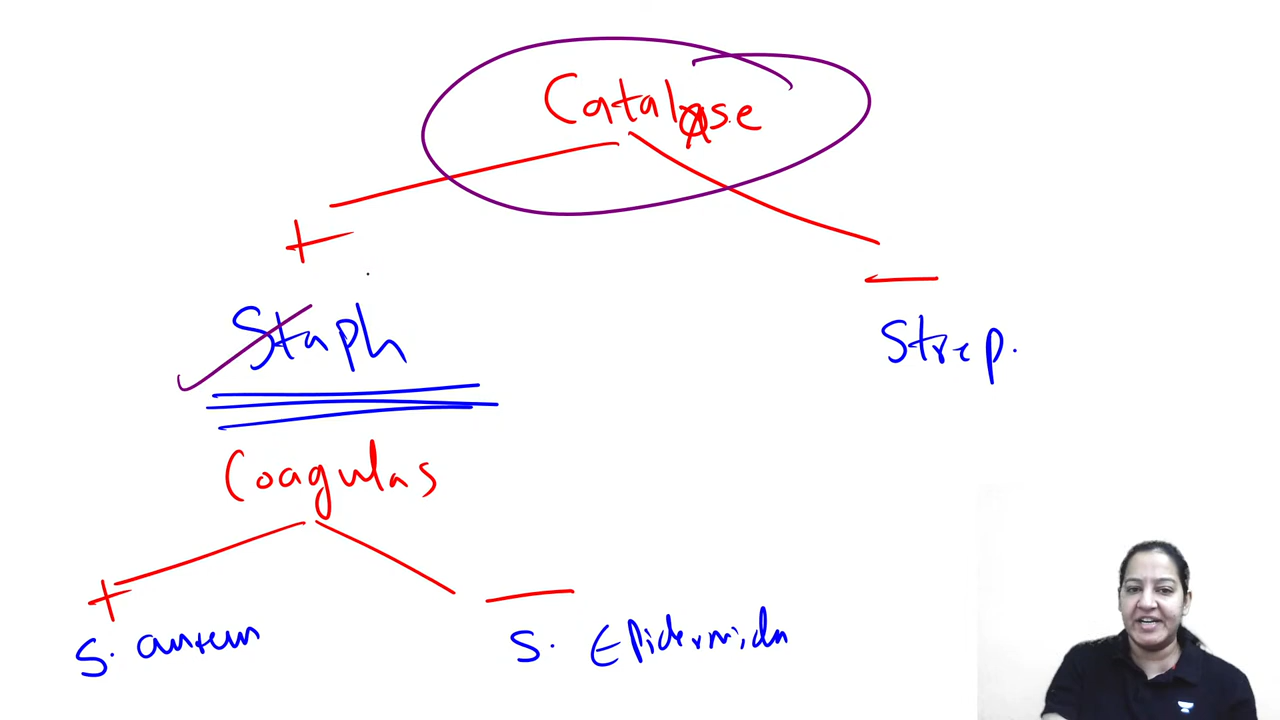 Catalase
+
—
Staph
Strep.
Coagulas
+
—
S. aureus
S. Epidermidis